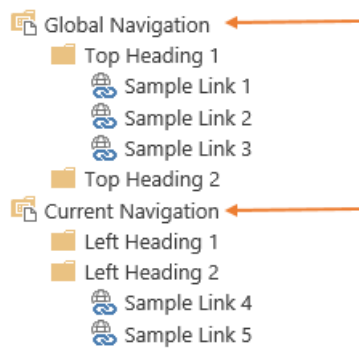 Global Navigation
Top Heading 1
Sample Link 1
Sample Link 2
Sample Link 3
Top Heading 2
Current Navigation
Left Heading 1
Left Heading 2
Sample Link 4
Sample Link 5